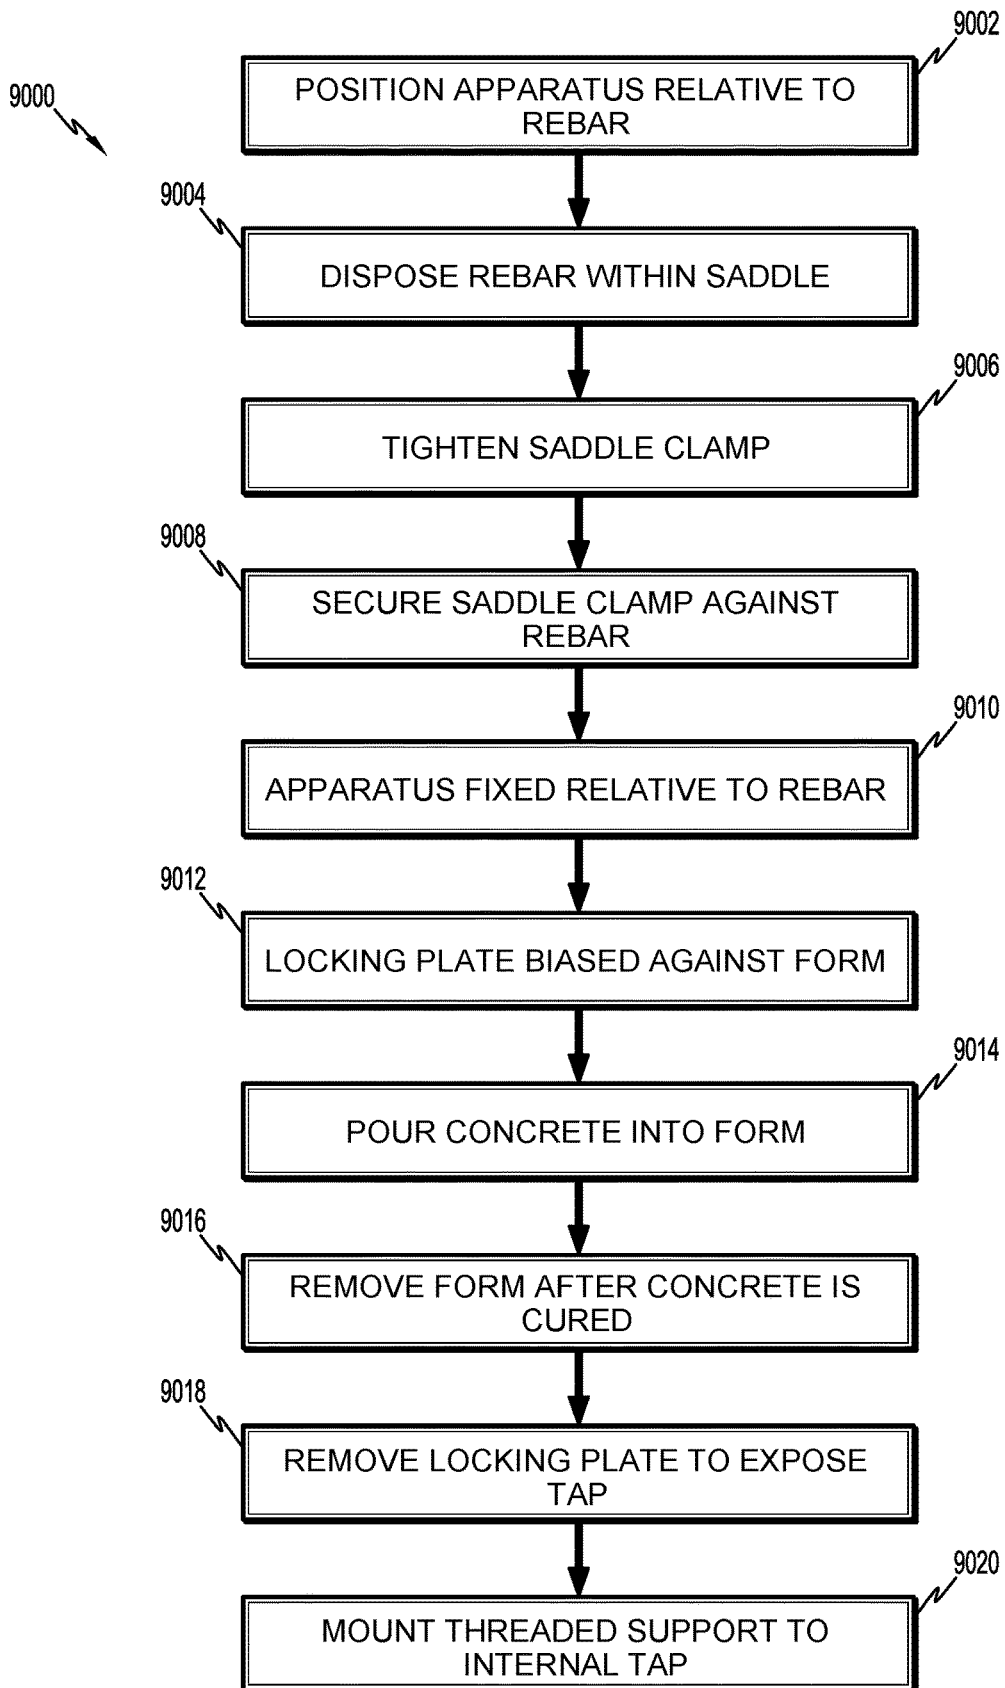 9002
9000
POSITION APPARATUS RELATIVE TO
REBAR
9004
DISPOSE REBAR WITHIN SADDLE
9006
TIGHTEN SADDLE CLAMP
9008
SECURE SADDLE CLAMP AGAINST
REBAR
9010
APPARATUS FIXED RELATIVE TO REBAR
9012
LOCKING PLATE BIASED AGAINST FORM
9014
POUR CONCRETE INTO FORM
9016
REMOVE FORM AFTER CONCRETE IS
CURED
9018
REMOVE LOCKING PLATE TO EXPOSE
TAP
9020
MOUNT THREADED SUPPORT TO
INTERNAL TAP